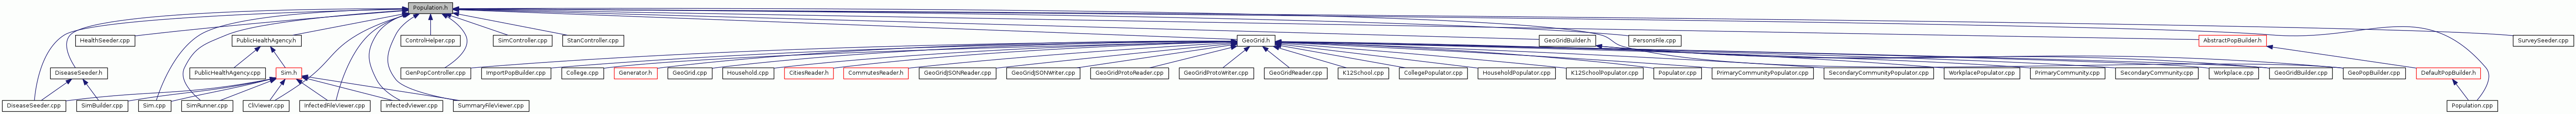 Population.h
HealthSeeder.cpp
PublicHealthAgency.h
ControlHelper.cpp
SimController.cpp
StanController.cpp
GeoGrid.h
GeoGridBuilder.h
PersonsFile.cpp
AbstractPopBuilder.h
SurveySeeder.cpp
DiseaseSeeder.h
PublicHealthAgency.cpp
Sim.h
GenPopController.cpp
ImportPopBuilder.cpp
College.cpp
Generator.h
GeoGrid.cpp
Household.cpp
CitiesReader.h
CommutesReader.h
GeoGridJSONReader.cpp
GeoGridJSONWriter.cpp
GeoGridProtoReader.cpp
GeoGridProtoWriter.cpp
GeoGridReader.cpp
K12School.cpp
CollegePopulator.cpp
HouseholdPopulator.cpp
K12SchoolPopulator.cpp
Populator.cpp
PrimaryCommunityPopulator.cpp
SecondaryCommunityPopulator.cpp
WorkplacePopulator.cpp
PrimaryCommunity.cpp
SecondaryCommunity.cpp
Workplace.cpp
GeoGridBuilder.cpp
GeoPopBuilder.cpp
DefaultPopBuilder.h
DiseaseSeeder.cpp
SimBuilder.cpp
Sim.cpp
SimRunner.cpp
CliViewer.cpp
InfectedFileViewer.cpp
InfectedViewer.cpp
SummaryFileViewer.cpp
Population.cpp